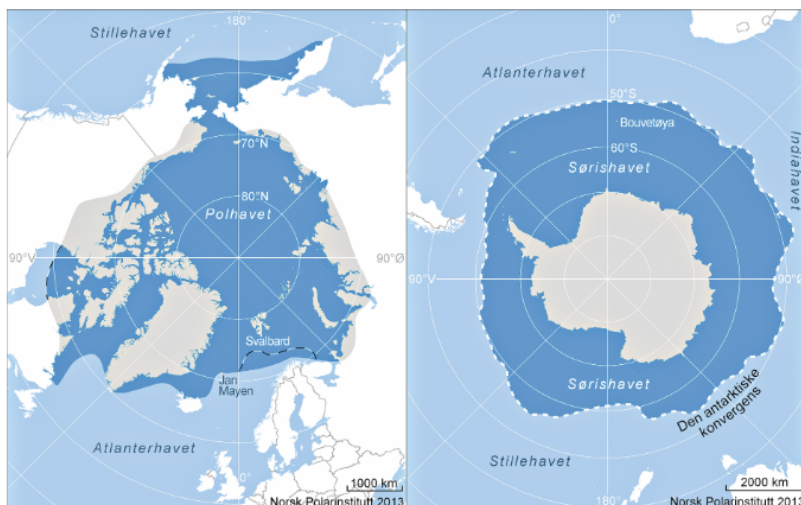 180°
Stillehavet
70°N
80°N
Polhavet
90°V
90°Ø
Svalbard
Jan
Mayen
Atlanterhavet
0°
1000 km
Norsk Polarinstitutt 2013
0°
Atlanterhavet
50°S
Bouvetøya
60°S
Sørishavet
Indiahavet
90°V
90°Ø
Sørishavet
Den antarktiske
konvergens
Stillehavet
180°
2000 km
Norsk Polarinstitutt 2013